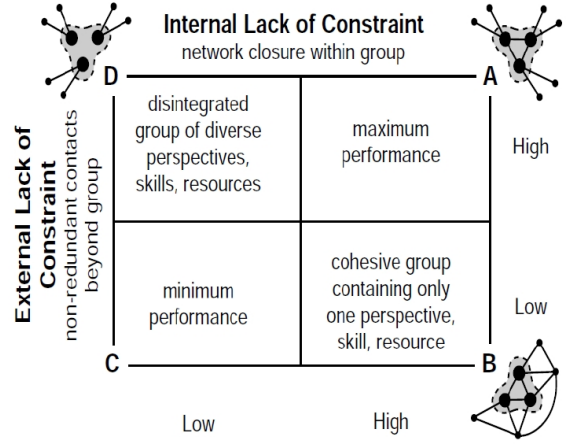 Internal Lack of Constraint
network closure within group
D
A
disintegrated
group of diverse
perspectives,
skills, resources
maximum
performance
High
External Lack of
Constraint
non-redundant contacts
beyond group
minimum
performance
cohesive group
containing only
one perspective,
skill, resource
Low
C
B
Low
High